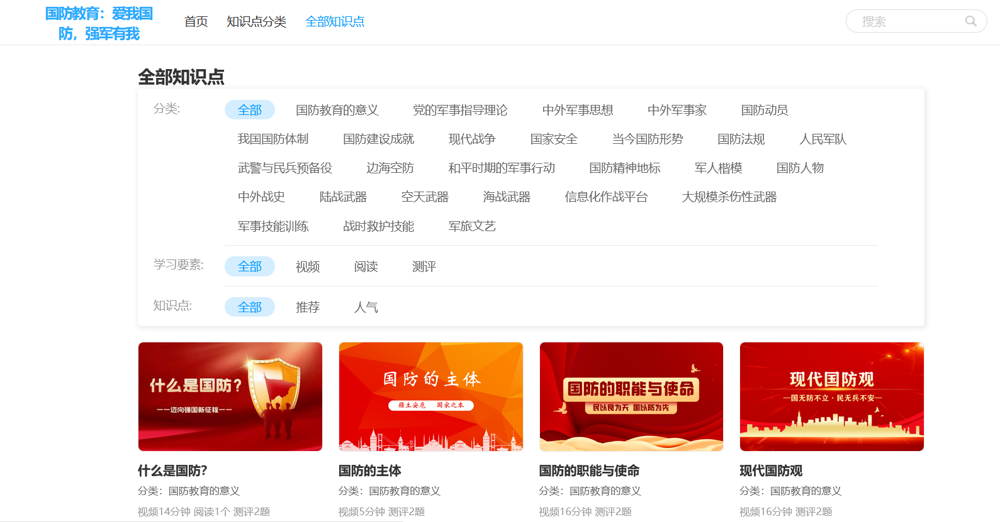 国防教育：爱我国
防，强军有我
首页 知识点分类 全部知识点
搜索
全部知识点
分类: 全部 国防教育的意义 党的军事指导理论 中外军事思想 中外军事家 国防动员
我国国防体制 国防建设成就 现代战争 国家安全 当今国防形势 国防法规 人民军队
武警与民兵预备役 边海空防 和平时期的军事行动 国防精神地标 军人楷模 国防人物
中外战史 陆战武器 空天武器 海战武器 信息化作战平台 大规模杀伤性武器
军事技能训练 战时救护技能 军旅文艺
学习要素: 全部 视频 阅读 测评
知识点: 全部 推荐 人气
什么是国防?
——迈向强国新征程——
国防的主体
疆土安危 国家之本
国防的职能与使命
民以食为天 国以防为先
现代国防观
—国无防不立·民无兵不安—
什么是国防? 国防的主体 国防的职能与使命 现代国防观
分类：国防教育的意义 分类：国防教育的意义 分类：国防教育的意义 分类：国防教育的意义
视频14分钟 阅读1个 测评2题 视频5分钟 测评2题 视频16分钟 测评2题 视频16分钟 测评2题